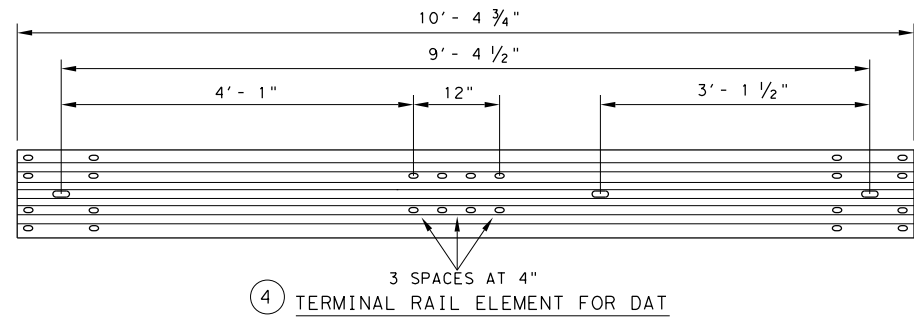 10'- 4 3/4"
9'- 4 1/2"
4'- 1" 12" 3'- 1 1/2"
3 SPACES AT 4"
4 TERMINAL RAIL ELEMENT FOR DAT